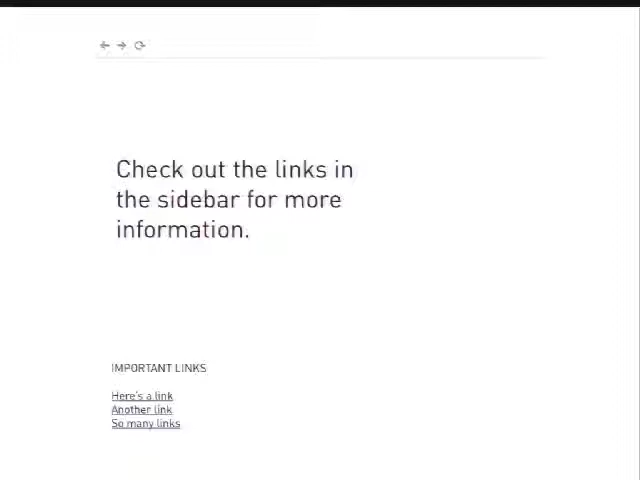 Check out the links in
the sidebar for more
information.
IMPORTANT LINKS
Here's a link
Another link
So many links